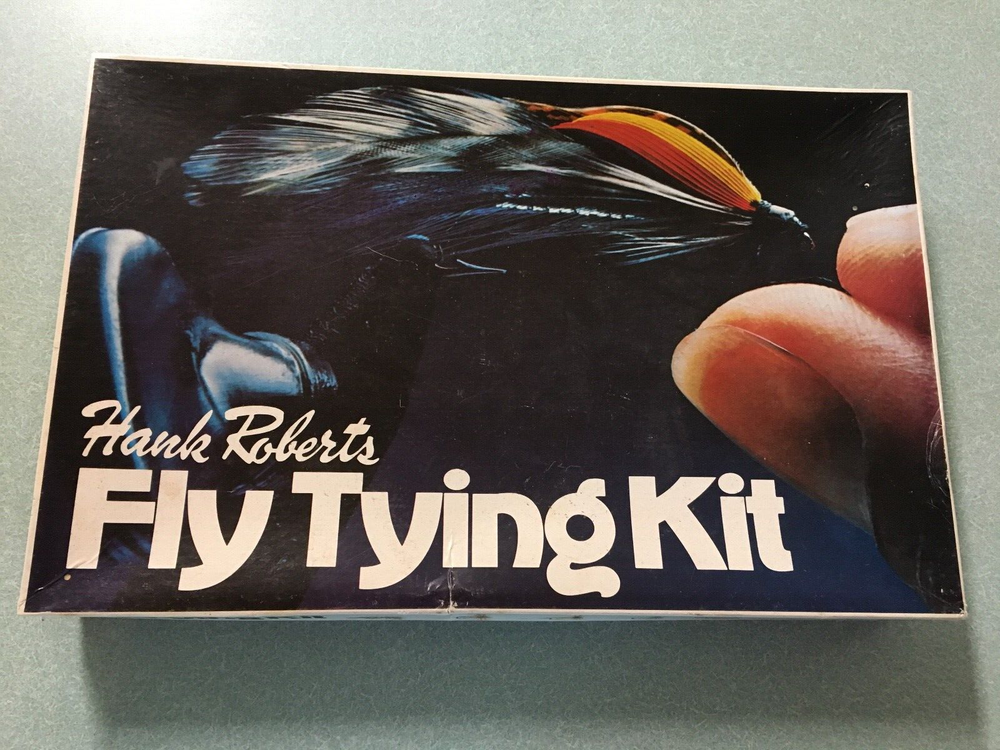 Hank Roberts
Fly Tying Kit